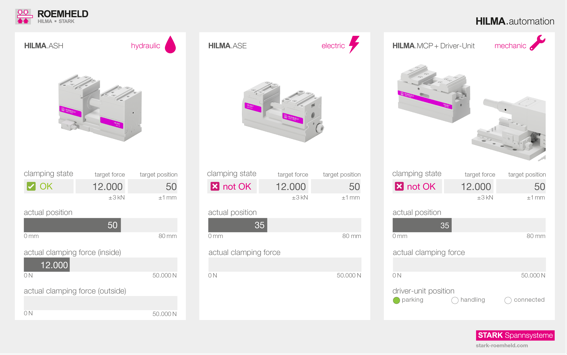 ROEMHELD
HILMA ■ STARK
HILMA.automation
HILMA.ASH
hydraulic
clamping state
target force
target position
OK
12.000
50
±3 kN
±1 mm
actual position
50
0 mm
80 mm
actual clamping force (inside)
12.000
0 N
50.000 N
actual clamping force (outside)
0 N
50.000 N
HILMA.ASE
electric
clamping state
target force
target position
not OK
12.000
50
±3 kN
±1 mm
actual position
35
0 mm
80 mm
actual clamping force
0 N
50.000 N
HILMA.MCP + Driver-Unit
mechanic
clamping state
target force
target position
not OK
12.000
50
±3 kN
±1 mm
actual position
35
0 mm
80 mm
actual clamping force
0 N
50.000 N
driver-unit position
parking
handling
connected
STARK Spannsysteme
stark-roemheld.com